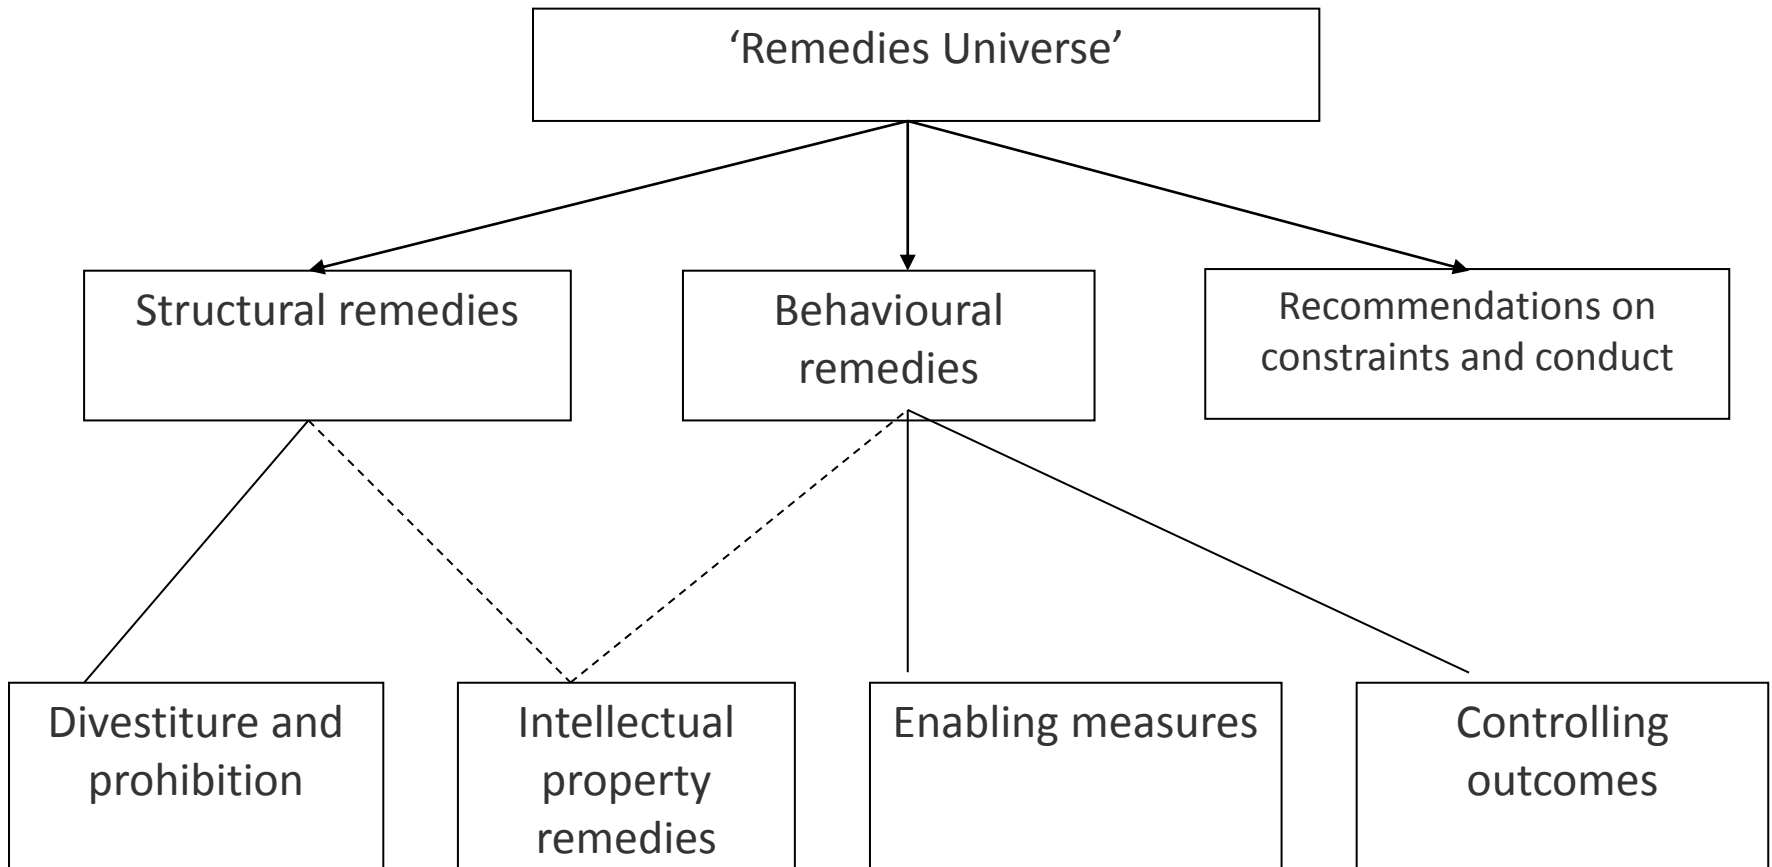 ‘Remedies Universe’
Structural remedies
Behavioural
remedies
Recommendations on
constraints and conduct
Divestiture and
prohibition
Intellectual
property
remedies
Enabling measures
Controlling
outcomes